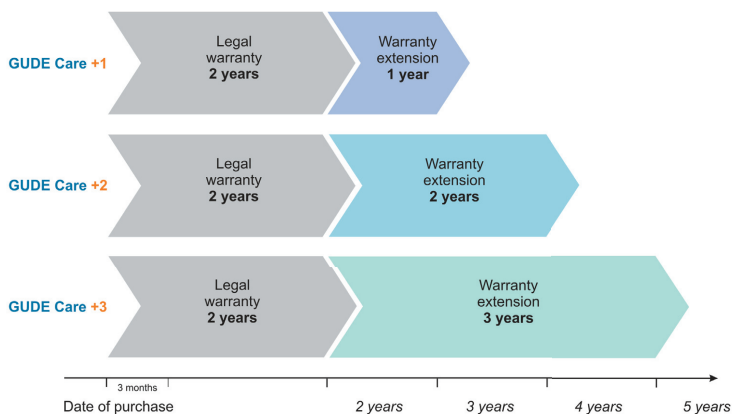 GUDE Care +1
Legal
warranty
2 years
Warranty
extension
1 year
GUDE Care +2
Legal
warranty
2 years
Warranty
extension
2 years
GUDE Care +3
Legal
warranty
2 years
Warranty
extension
3 years
3 months
Date of purchase 2 years 3 years 4 years 5 years